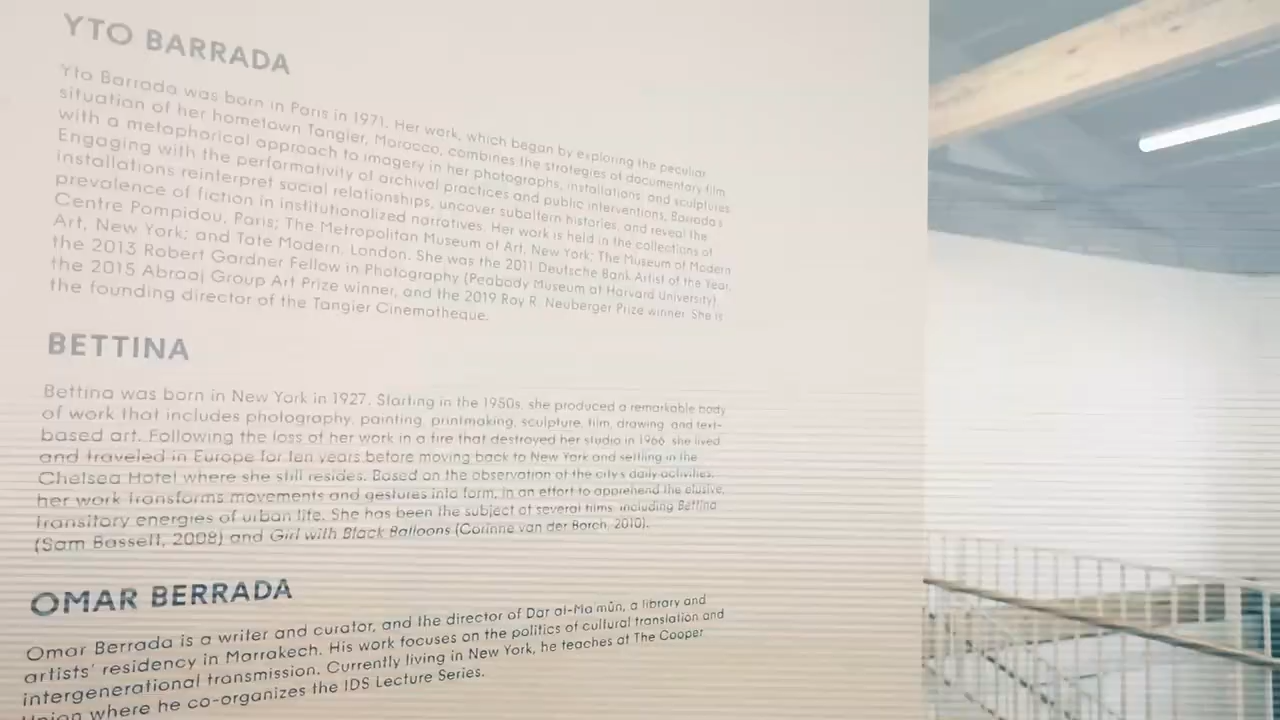 YTO BARRADA
Yto Barrada was born in Paris in 1971. Her work, which began by exploring the peculiar
situation of her hometown Tangier, Morocco, combines the strategies of documentary film
with a metaphorical approach to imagery in her photographs, installations, and sculptures.
Engaging with the performativity of archival practices and public interventions, Barrada's
installations reinterpret social relationships, uncover subaltern histories, and reveal the
prevalence of fiction in institutionalized narratives. Her work is held in the collections of
Centre Pompidou, Paris; The Metropolitan Museum of Art, New York; The Museum of Modern
Art, New York; and Tate Modern, London. She was the 2011 Deutsche Bank Artist of the Year,
the 2013 Robert Gardner Fellow in Photography (Peabody Museum at Harvard University),
the 2015 Abraaj Group Art Prize winner, and the 2019 Roy R. Neuberger Prize winner. She is
the founding director of the Tangier Cinematheque.
BETTINA
Bettina was born in New York in 1927. Starting in the 1950s, she produced a remarkable body
of work that includes photography, painting, printmaking, sculpture, film, drawing, and text-
based art. Following the loss of her work in a fire that destroyed her studio in 1966, she lived
and traveled in Europe for ten years before moving back to New York and settling in the
Chelsea Hotel where she still resides. Based on the observation of the city's daily activities,
her work transforms movements and gestures into form, in an effort to apprehend the elusive,
transitory energies of urban life. She has been the subject of several films, including Bettina
(Sam Bassett, 2008) and Girl with Black Balloons (Corinne van der Borch, 2010).
OMAR BERRADA
Omar Berrada is a writer and curator, and the director of Dar al-Ma'mûn, a library and
artists' residency in Marrakech. His work focuses on the politics of cultural translation and
intergenerational transmission. Currently living in New York, he teaches at The Cooper
Union where he co-organizes the IDS Lecture Series.